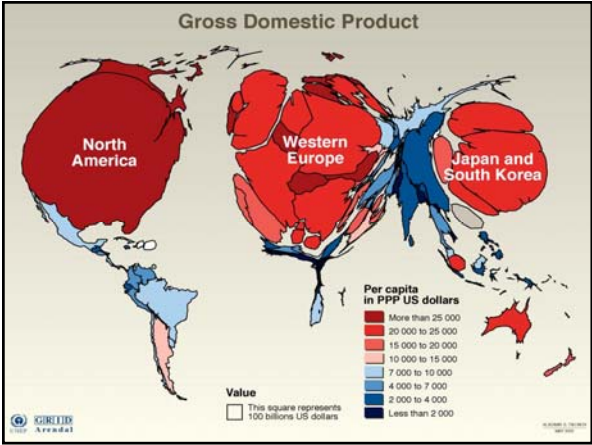 Gross Domestic Product
North
America
Western
Europe
Japan and
South Korea
Per capita
in PPP US dollars
More than 25 000
20 000 to 25 000
15 000 to 20 000
10 000 to 15 000
7 000 to 10 000
4 000 to 7 000
2 000 to 4 000
Less than 2 000
Value
This square represents
100 billions US dollars
UNEP
GRID
Arendal